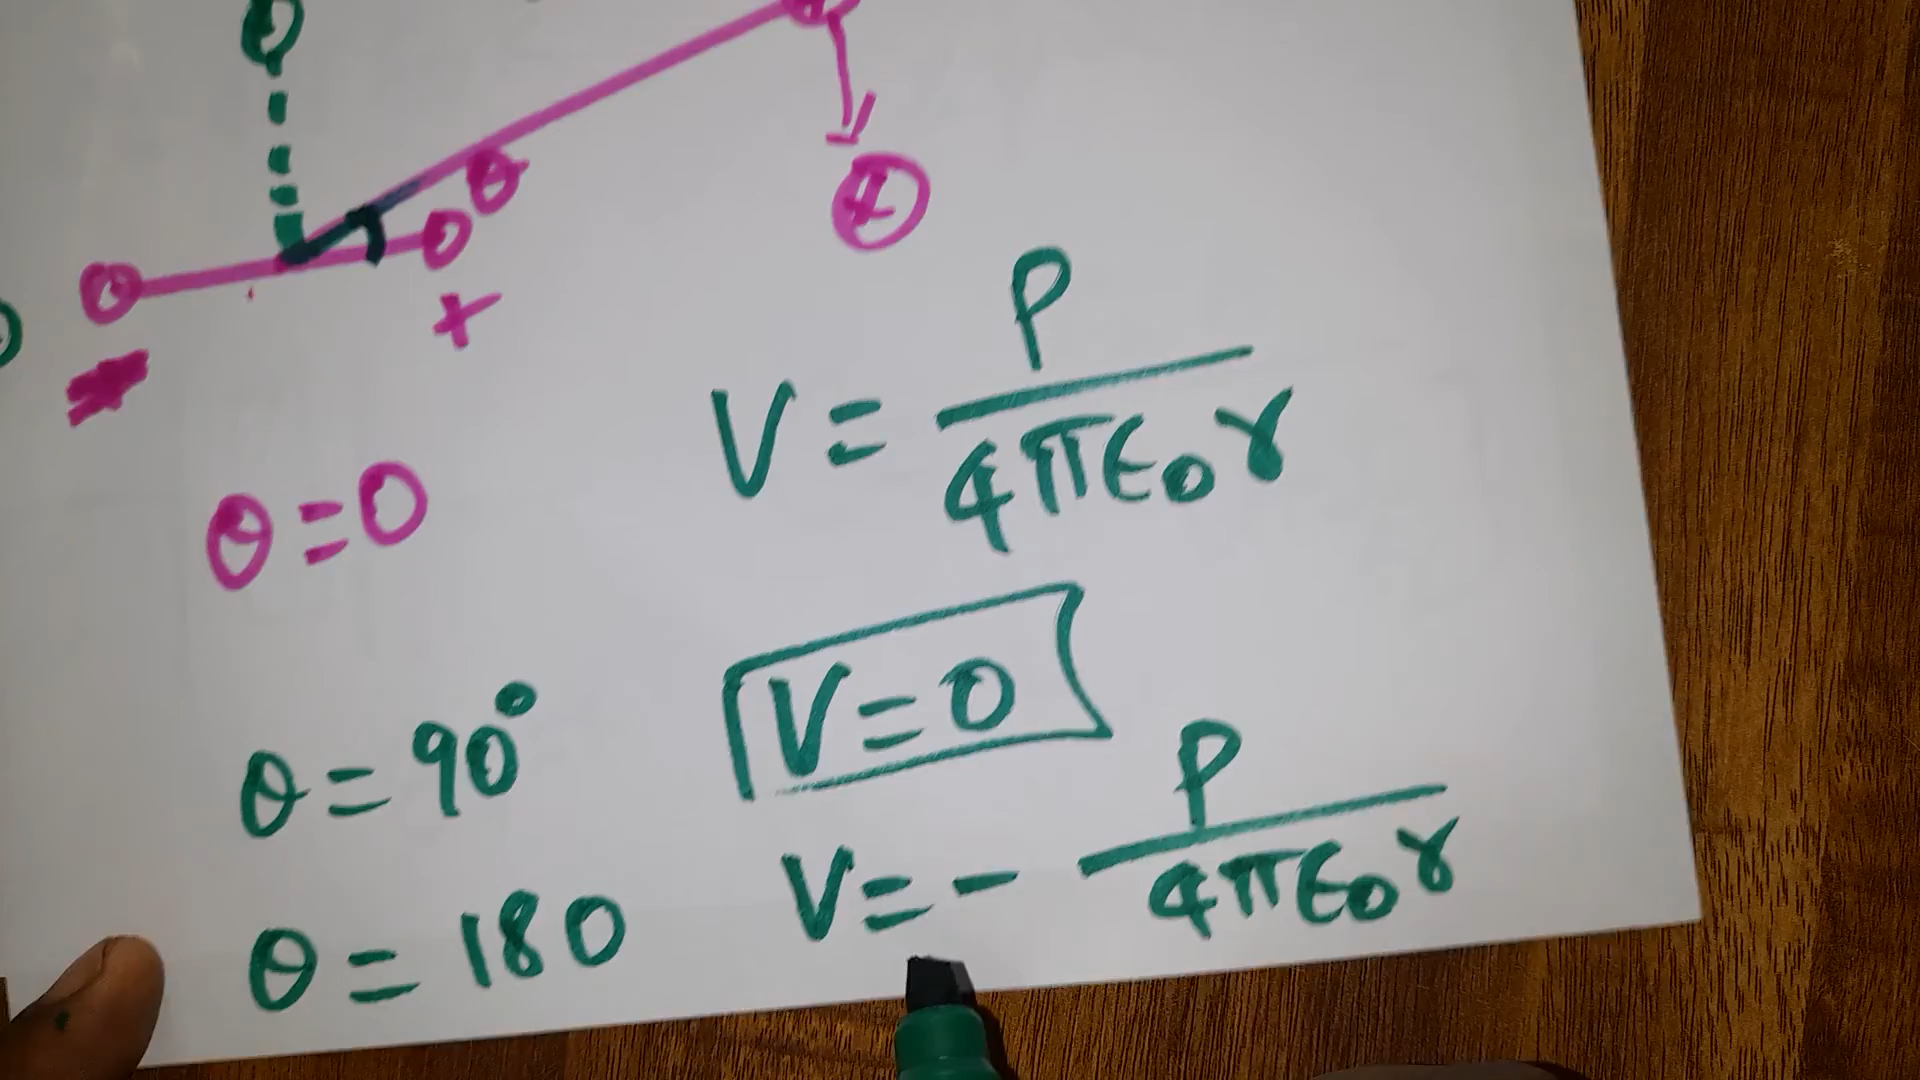 θ
+
θ = 0
V = P / 4πε₀r
θ = 90°
V = 0
θ = 180
V = - P / 4πε₀r